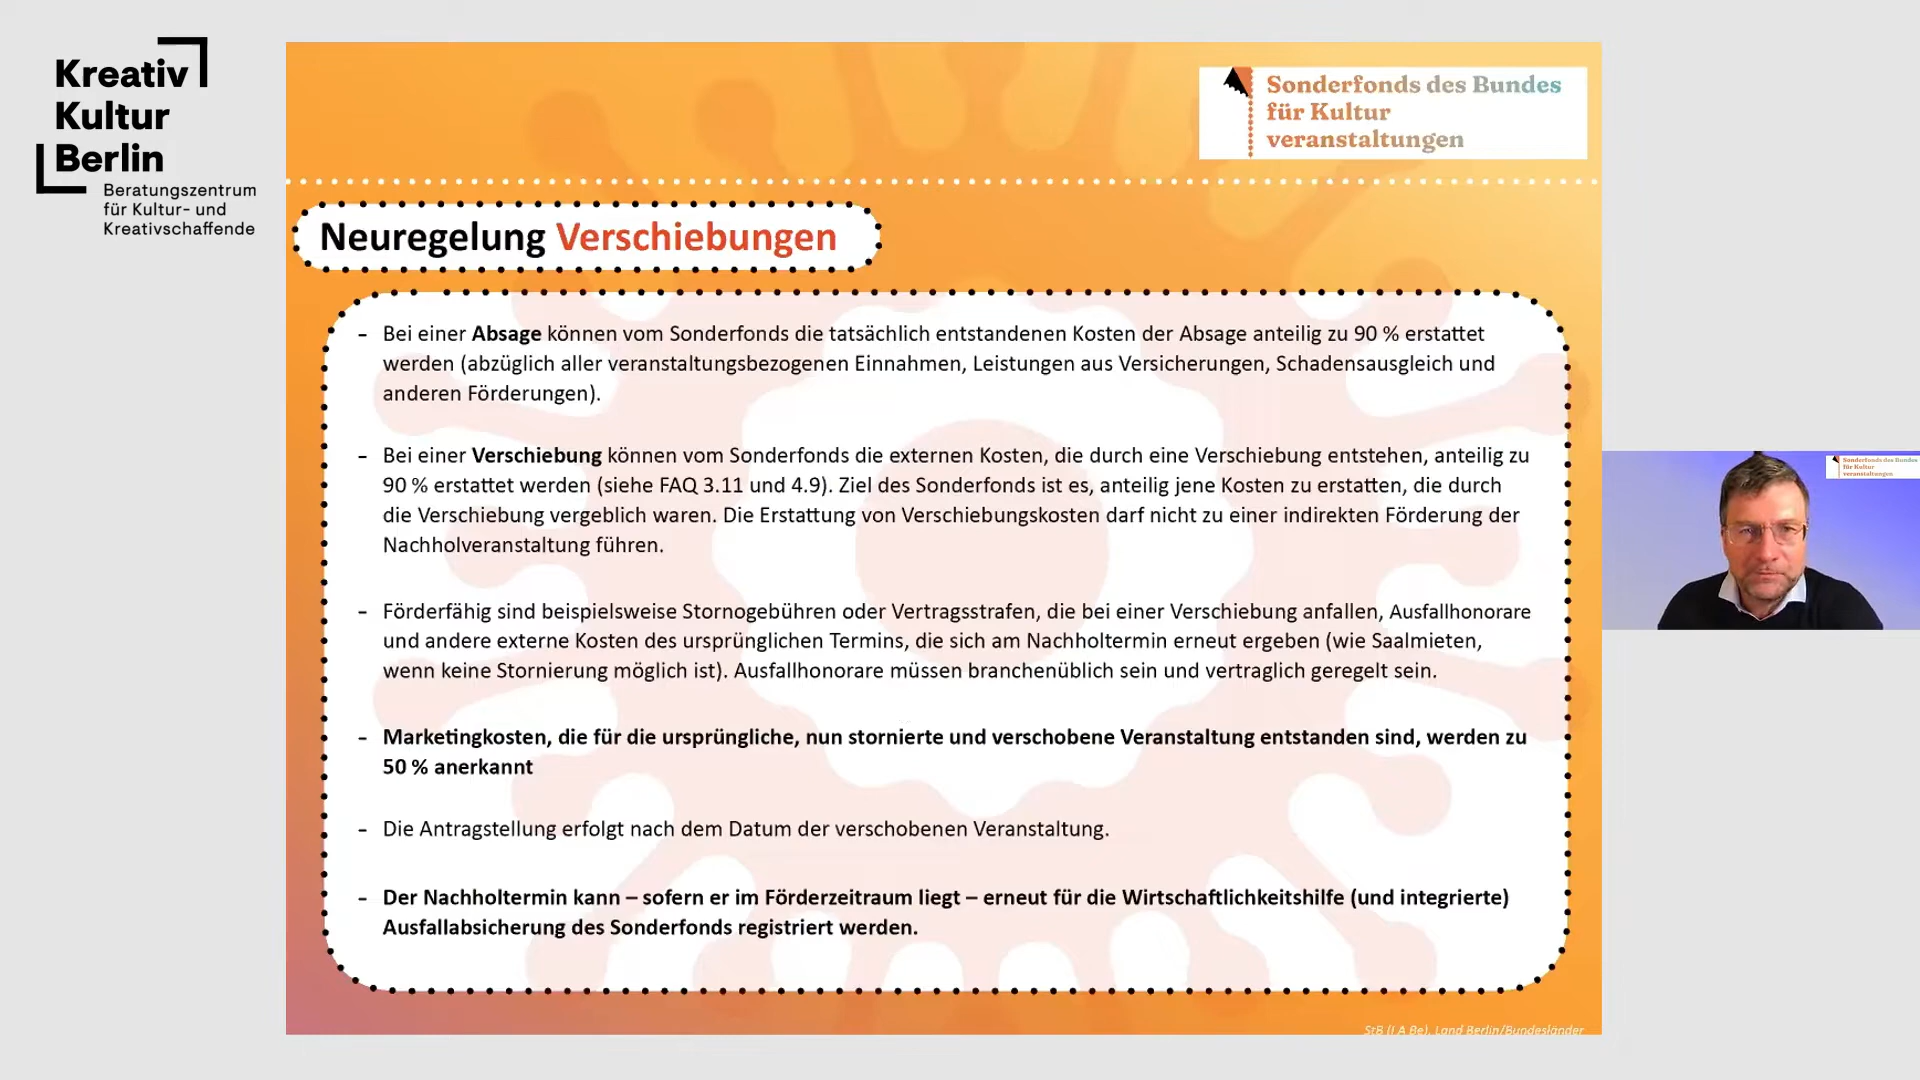 Kreativ
Kultur
Berlin
Beratungszentrum
für Kultur- und
Kreativschaffende
Sonderfonds des Bundes
für Kultur
veranstaltungen
Neuregelung Verschiebungen
- Bei einer Absage können vom Sonderfonds die tatsächlich entstandenen Kosten der Absage anteilig zu 90 % erstattet
werden (abzüglich aller veranstaltungsbezogenen Einnahmen, Leistungen aus Versicherungen, Schadensausgleich und
anderen Förderungen).
- Bei einer Verschiebung können vom Sonderfonds die externen Kosten, die durch eine Verschiebung entstehen, anteilig zu
90 % erstattet werden (siehe FAQ 3.11 und 4.9). Ziel des Sonderfonds ist es, anteilig jene Kosten zu erstatten, die durch
die Verschiebung vergeblich waren. Die Erstattung von Verschiebungskosten darf nicht zu einer indirekten Förderung der
Nachholveranstaltung führen.
- Förderfähig sind beispielsweise Stornogebühren oder Vertragsstrafen, die bei einer Verschiebung anfallen, Ausfallhonorare
und andere externe Kosten des ursprünglichen Termins, die sich am Nachholtermin erneut ergeben (wie Saalmieten,
wenn keine Stornierung möglich ist). Ausfallhonorare müssen branchenüblich sein und vertraglich geregelt sein.
- Marketingkosten, die für die ursprüngliche, nun stornierte und verschobene Veranstaltung entstanden sind, werden zu
50 % anerkannt
- Die Antragstellung erfolgt nach dem Datum der verschobenen Veranstaltung.
- Der Nachholtermin kann – sofern er im Förderzeitraum liegt – erneut für die Wirtschaftlichkeitshilfe (und integrierte)
Ausfallabsicherung des Sonderfonds registriert werden.
Sonderfonds des Bundes
für Kultur
veranstaltungen
StB (I A Be), Land Berlin/Bundesländer